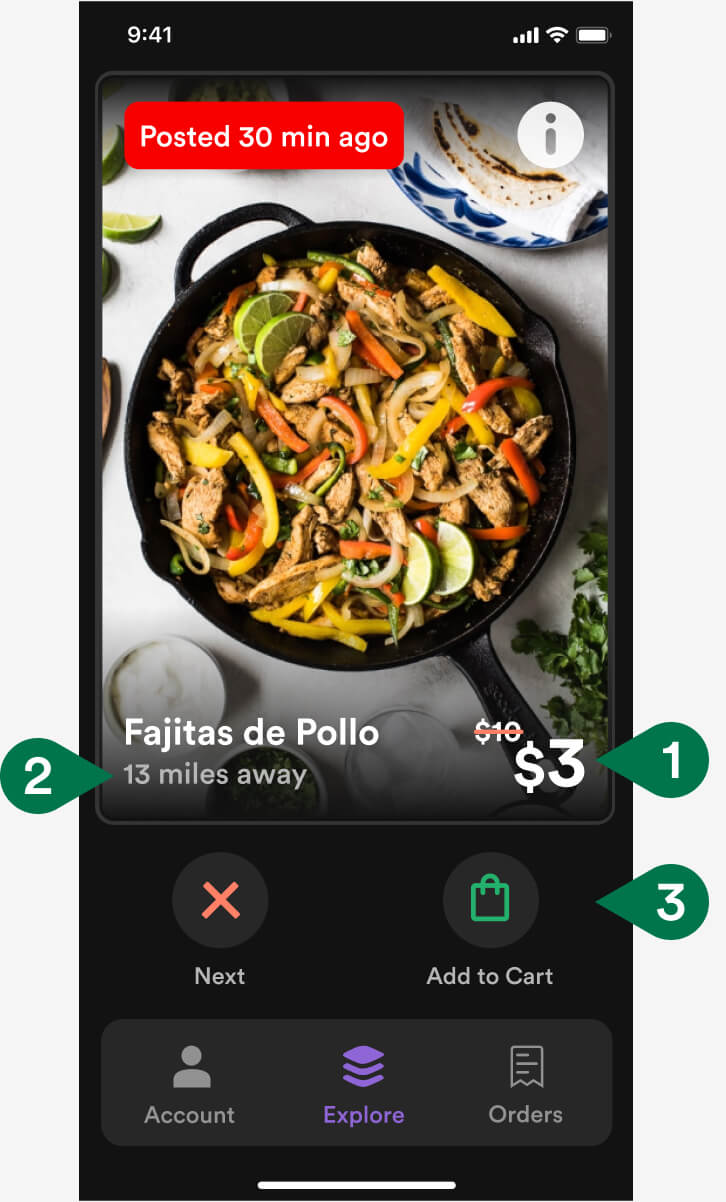 9:41
Posted 30 min ago
Fajitas de Pollo
$10
$3
1
2
13 miles away
3
Next
Add to Cart
Account
Explore
Orders